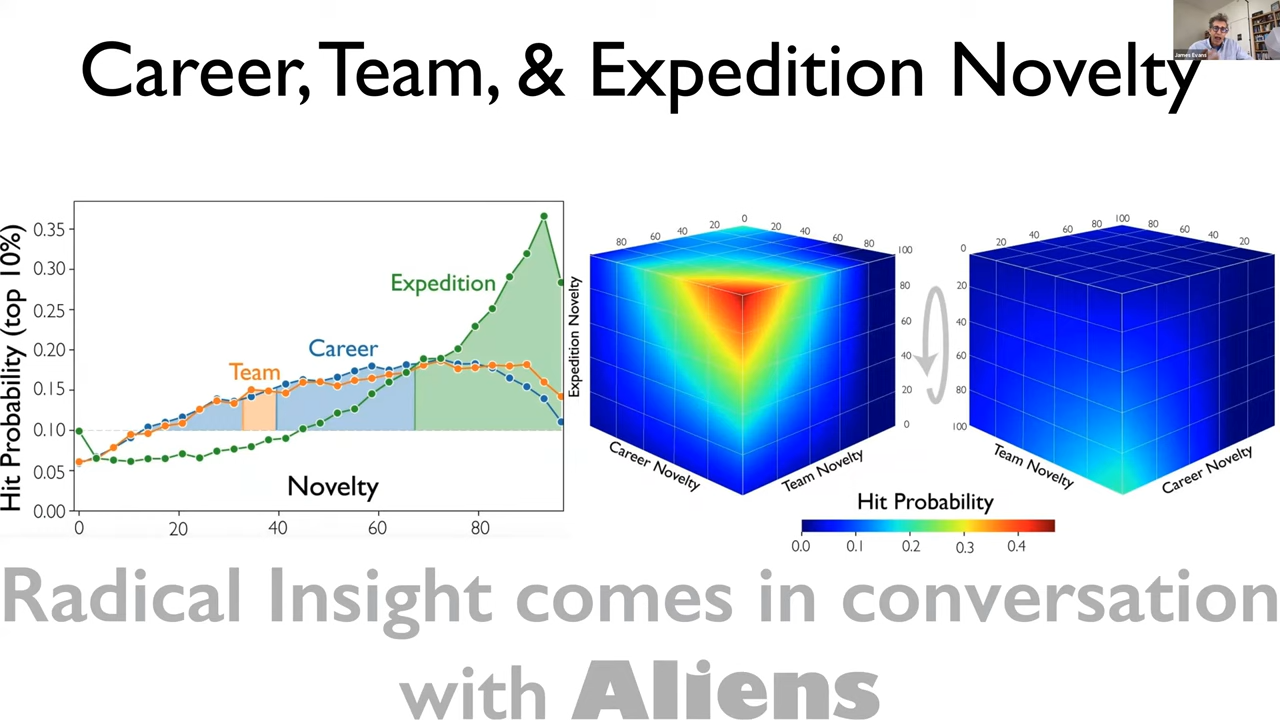 Career, Team, & Expedition Novelty
James Evans
Hit Probability (top 10%)
0.35
0.30
0.25
0.20
0.15
0.10
0.05
0.00
Expedition
Career
Team
Novelty
0 20 40 60 80
80 60 40 20 0 20 40 60 80 100
Expedition Novelty
80
60
40
20
0
Career Novelty
Team Novelty
0 20 40 60 80 100 80 60 40 20
20
40
60
80
100
Team Novelty
Career Novelty
Hit Probability
0.0 0.1 0.2 0.3 0.4
Radical Insight comes in conversation
with Aliens